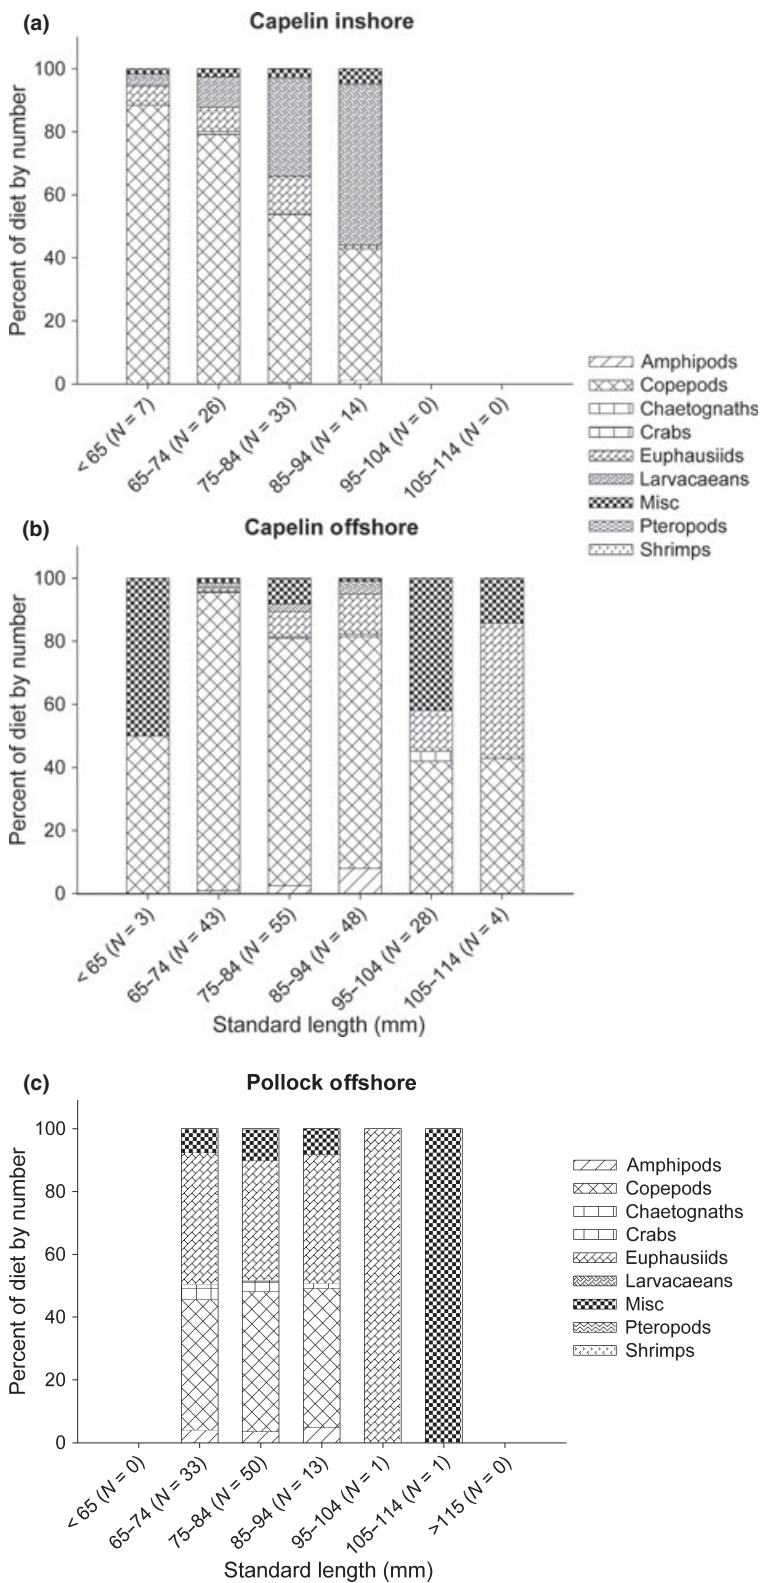 (a) Capelin inshore
Percent of diet by number
100
80
60
40
20
0
< 65 (N = 7)
65–74 (N = 26)
75–84 (N = 33)
85–94 (N = 14)
95–104 (N = 0)
105–114 (N = 0)
Amphipods
Copepods
Chaetognaths
Crabs
Euphausiids
Larvacaeans
Misc
Pteropods
Shrimps
(b) Capelin offshore
Percent of diet by number
100
80
60
40
20
0
< 65 (N = 3)
65–74 (N = 43)
75–84 (N = 55)
85–94 (N = 48)
95–104 (N = 28)
105–114 (N = 4)
Standard length (mm)
(c) Pollock offshore
Percent of diet by number
100
80
60
40
20
0
< 65 (N = 0)
65–74 (N = 33)
75–84 (N = 50)
85–94 (N = 13)
95–104 (N = 1)
105–114 (N = 1)
>115 (N = 0)
Standard length (mm)
Amphipods
Copepods
Chaetognaths
Crabs
Euphausiids
Larvacaeans
Misc
Pteropods
Shrimps